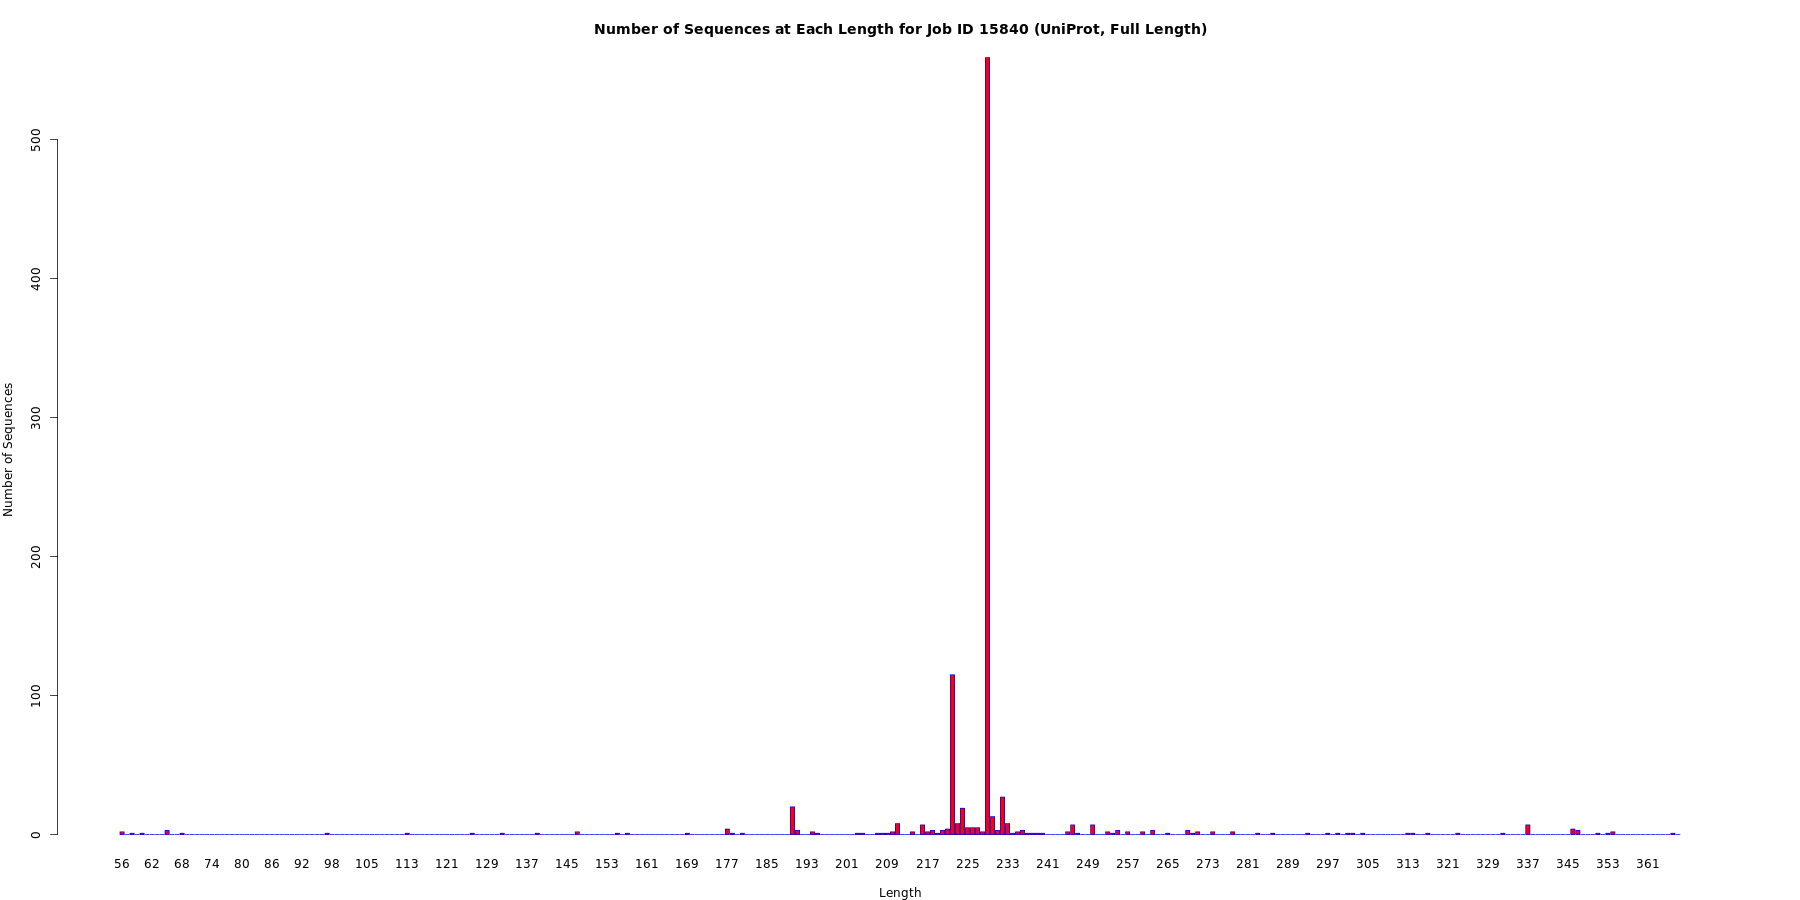 Number of Sequences at Each Length for Job ID 15840 (UniProt, Full Length)
Number of Sequences
500
400
300
200
100
0
56 62 68 74 80 86 92 98 105 113 121 129 137 145 153 161 169 177 185 193 201 209 217 225 233 241 249 257 265 273 281 289 297 305 313 321 329 337 345 353 361
Length